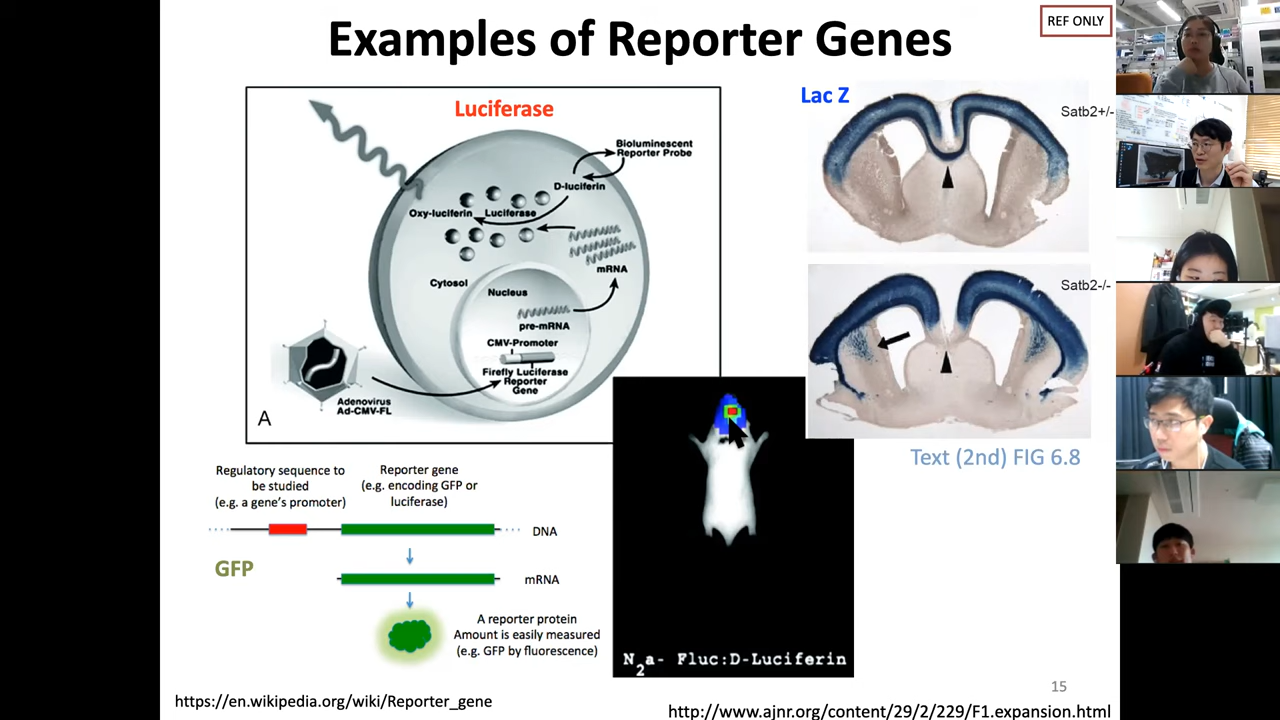 Examples of Reporter Genes
REF ONLY
Luciferase
Bioluminescent
Reporter Probe
D-luciferin
Oxy-luciferin
Luciferase
mRNA
Cytosol
Nucleus
pre-mRNA
CMV-Promoter
Firefly Luciferase
Reporter
Gene
Adenovirus
Ad-CMV-FL
A
Lac Z
Satb2+/-
Satb2-/-
Text (2nd) FIG 6.8
Regulatory sequence to
be studied
(e.g. a gene's promoter)
Reporter gene
(e.g. encoding GFP or
luciferase)
DNA
GFP
mRNA
A reporter protein
Amount is easily measured
(e.g. GFP by fluorescence)
N2a- Fluc:D-Luciferin
15
https://en.wikipedia.org/wiki/Reporter_gene
http://www.ajnr.org/content/29/2/229/F1.expansion.html